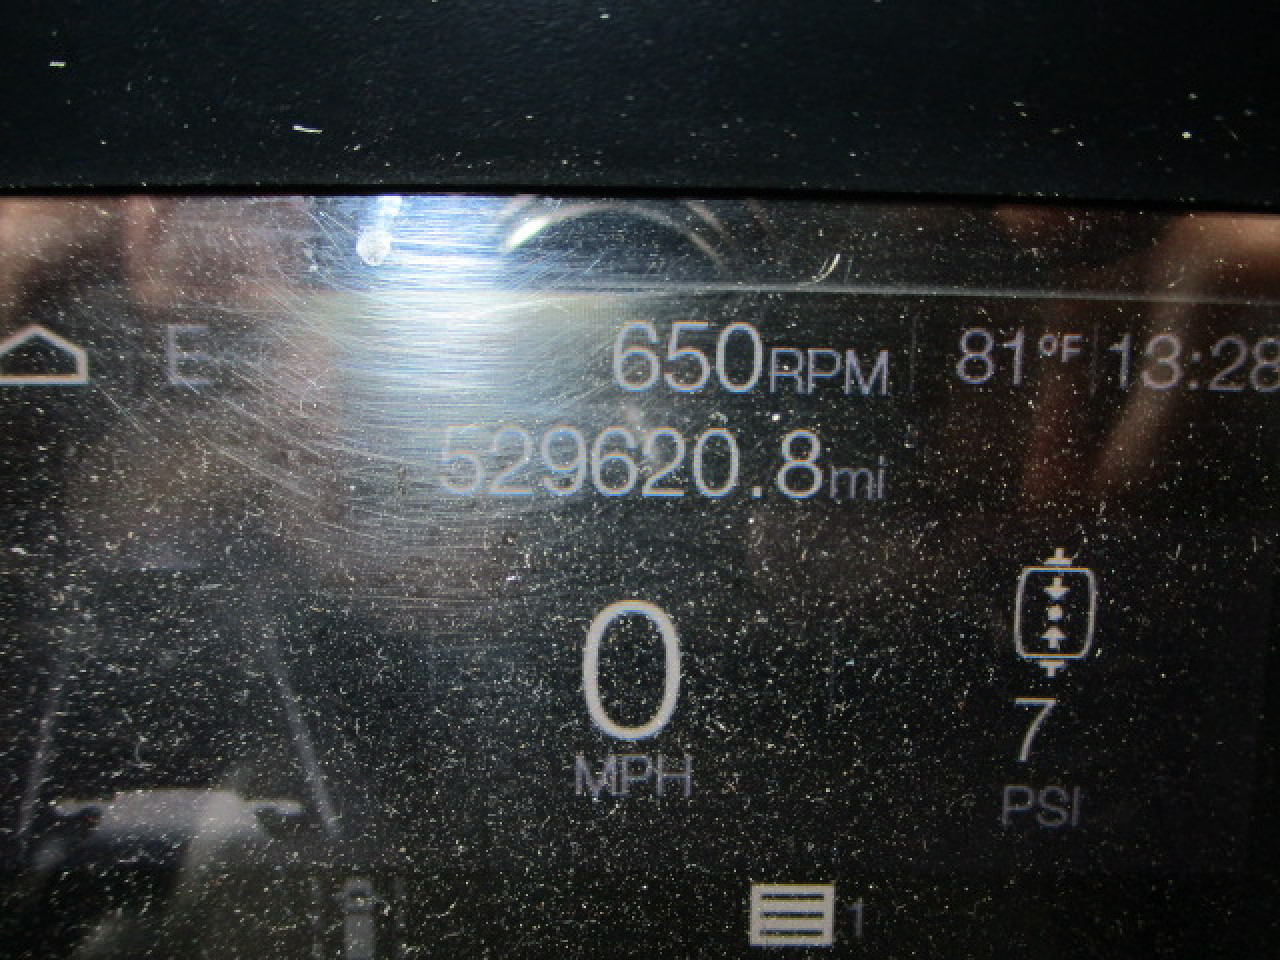 E 650RPM 81°F 13:28
529620.8mi
0
MPH
7
PSI
1